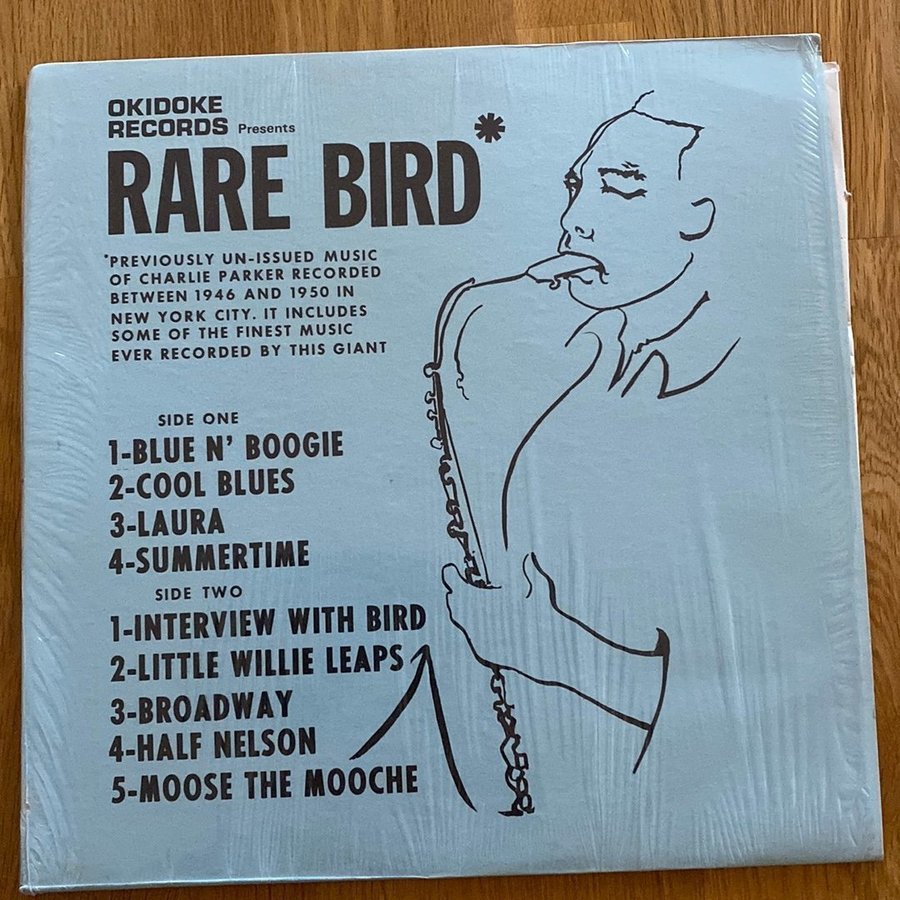 OKIDOKE
RECORDS Presents
RARE BIRD*
*PREVIOUSLY UN-ISSUED MUSIC
OF CHARLIE PARKER RECORDED
BETWEEN 1946 AND 1950 IN
NEW YORK CITY. IT INCLUDES
SOME OF THE FINEST MUSIC
EVER RECORDED BY THIS GIANT
SIDE ONE
1-BLUE N' BOOGIE
2-COOL BLUES
3-LAURA
4-SUMMERTIME
SIDE TWO
1-INTERVIEW WITH BIRD
2-LITTLE WILLIE LEAPS
3-BROADWAY
4-HALF NELSON
5-MOOSE THE MOOCHE